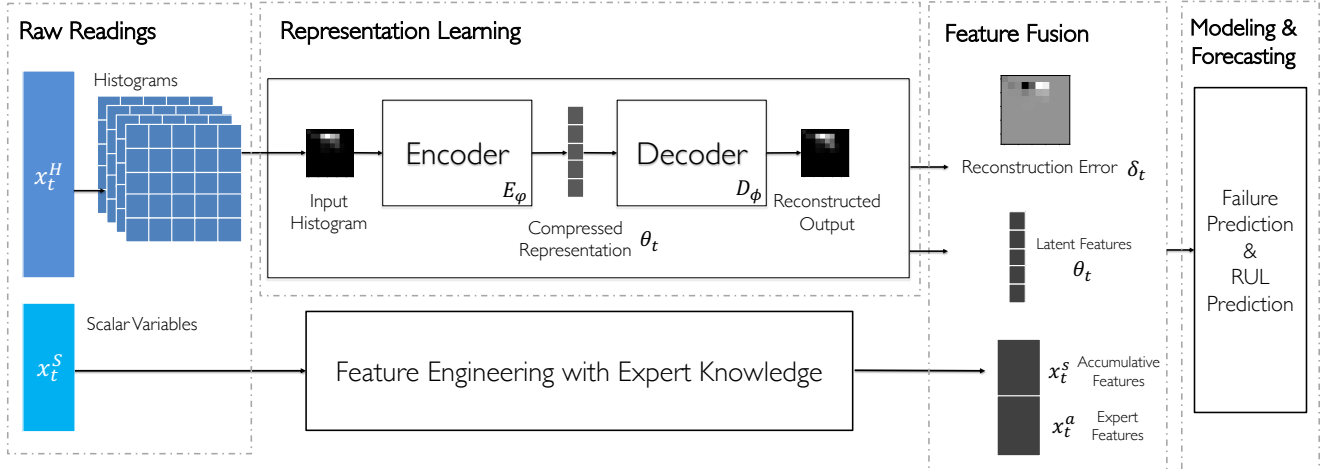 Raw Readings
x_t^H
Histograms
x_t^S
Scalar Variables
Representation Learning
Input
Histogram
Encoder
E_φ
Compressed
Representation θ_t
Decoder
D_ϕ
Reconstructed
Output
Feature Engineering with Expert Knowledge
Feature Fusion
Reconstruction Error δ_t
Latent Features
θ_t
x_t^s Accumulative
Features
x_t^a Expert
Features
Modeling &
Forecasting
Failure
Prediction
&
RUL
Prediction